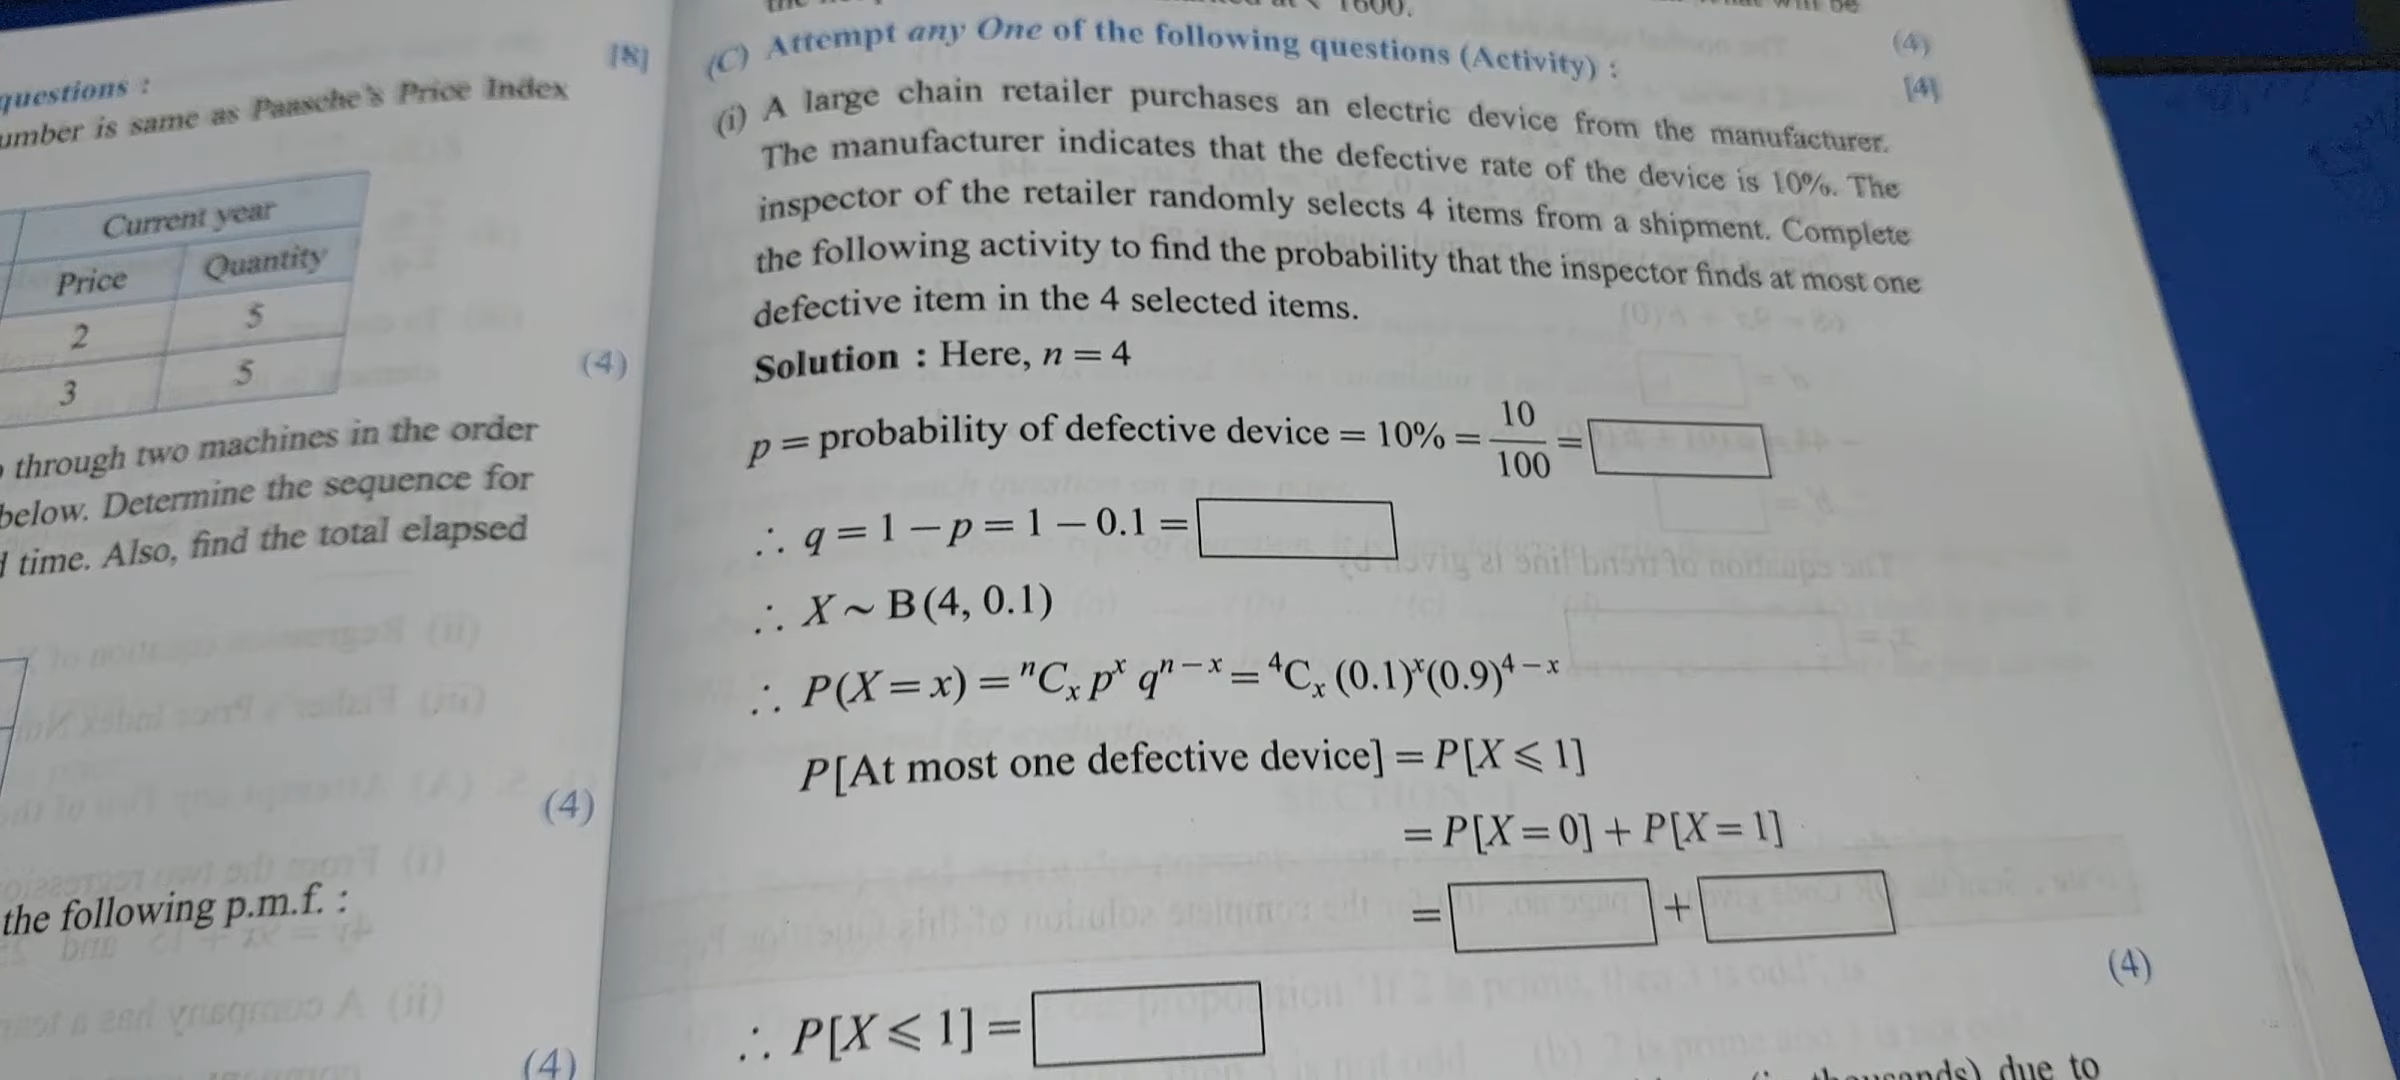 [8]
questions :
umber is same as Paasche's Price Index
Current year
Price Quantity
2 5
3 5
(4)
through two machines in the order
below. Determine the sequence for
time. Also, find the total elapsed
(4)
the following p.m.f. :
(4)
1600.
(C) Attempt any One of the following questions (Activity) : (4)
[4]
(i) A large chain retailer purchases an electric device from the manufacturer.
The manufacturer indicates that the defective rate of the device is 10%. The
inspector of the retailer randomly selects 4 items from a shipment. Complete
the following activity to find the probability that the inspector finds at most one
defective item in the 4 selected items.
Solution : Here, n = 4
p = probability of defective device = 10% = 10/100 =
∴ q = 1 − p = 1 − 0.1 =
∴ X ~ B(4, 0.1)
∴ P(X = x) = ⁿCₓ pˣ qⁿ⁻ˣ = ⁴Cₓ (0.1)ˣ(0.9)⁴⁻ˣ
P[At most one defective device] = P[X ⩽ 1]
= P[X = 0] + P[X = 1]
= +
∴ P[X ⩽ 1] = (4)
due to